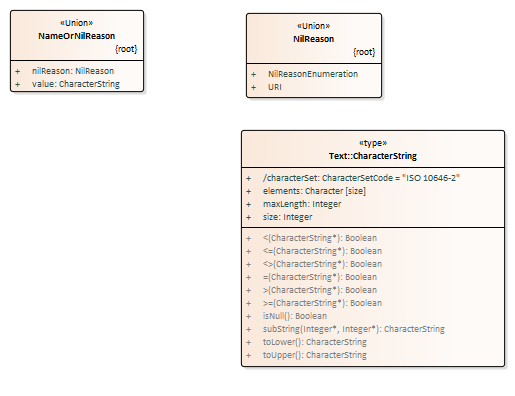 «Union»
NameOrNilReason
{root}
+ nilReason: NilReason
+ value: CharacterString
«Union»
NilReason
{root}
+ NilReasonEnumeration
+ URI
«type»
Text::CharacterString
+ /characterSet: CharacterSetCode = "ISO 10646-2"
+ elements: Character [size]
+ maxLength: Integer
+ size: Integer
+ <(CharacterString*): Boolean
+ <=(CharacterString*): Boolean
+ <>(CharacterString*): Boolean
+ =(CharacterString*): Boolean
+ >(CharacterString*): Boolean
+ >=(CharacterString*): Boolean
+ isNull(): Boolean
+ subString(Integer*, Integer*): CharacterString
+ toLower(): CharacterString
+ toUpper(): CharacterString